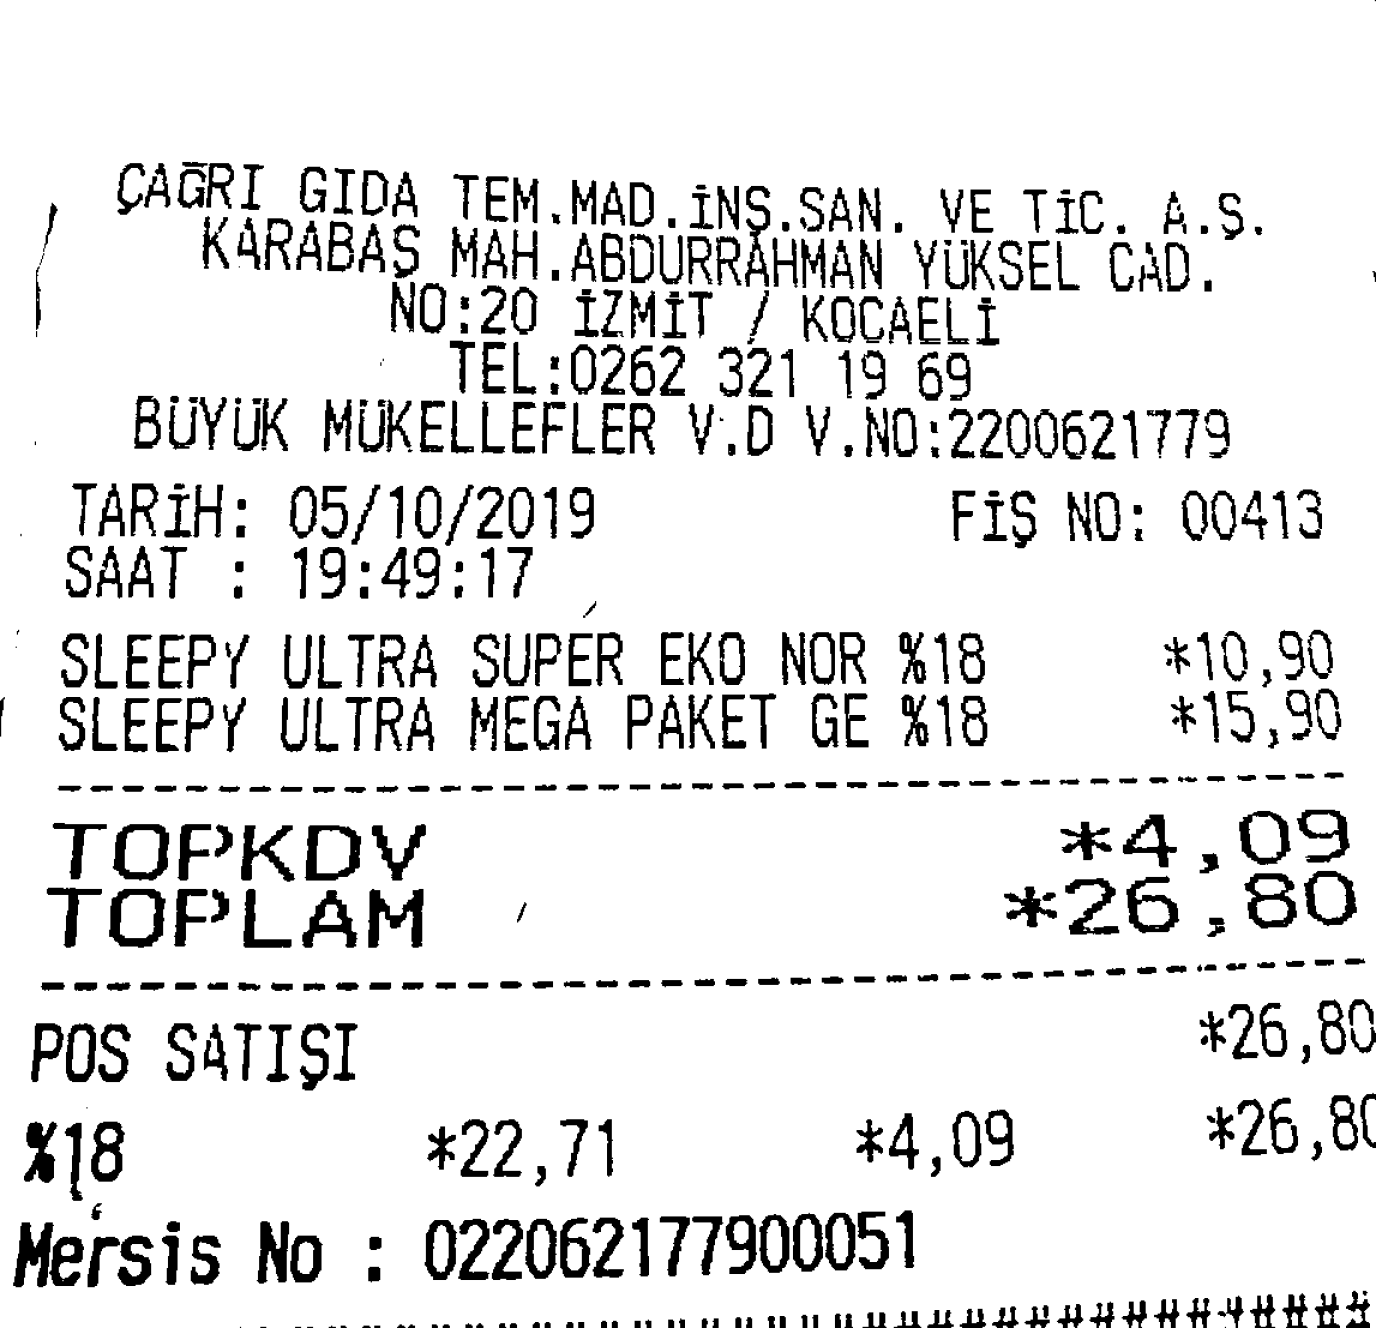 ÇAĞRI GIDA TEM.MAD.İNŞ.SAN. VE TİC. A.Ş.
KARABAŞ MAH.ABDURRAHMAN YÜKSEL CAD.
NO:20 İZMİT / KOCAELİ
TEL:0262 321 19 69
BÜYÜK MÜKELLEFLER V.D V.NO:2200621779
TARİH: 05/10/2019 FİŞ NO: 00413
SAAT : 19:49:17
SLEEPY ULTRA SUPER EKO NOR %18 *10,90
SLEEPY ULTRA MEGA PAKET GE %18 *15,90
TOPKDV *4,09
TOPLAM *26,80
POS SATIŞI *26,80
%18 *22,71 *4,09 *26,80
Mersis No : 022062177900051